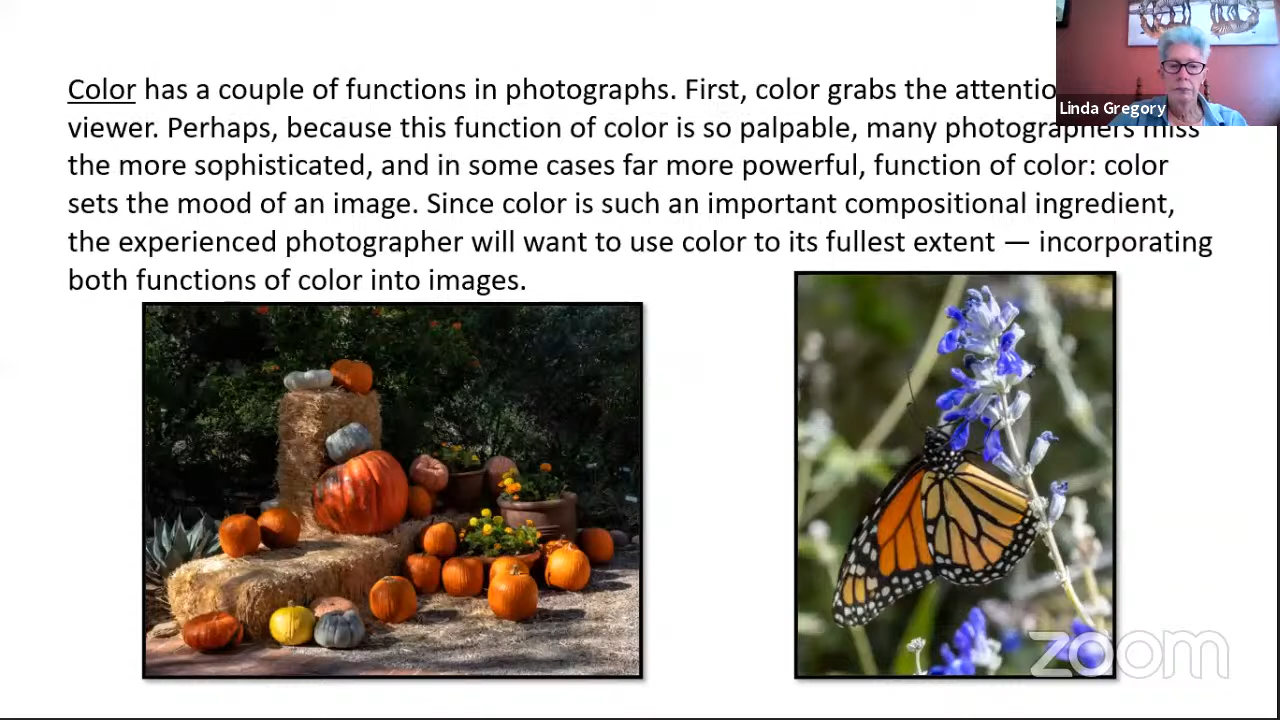 Color has a couple of functions in photographs. First, color grabs the attentio
viewer. Perhaps, because this function of color is so palpable, many photographers miss
the more sophisticated, and in some cases far more powerful, function of color: color
sets the mood of an image. Since color is such an important compositional ingredient,
the experienced photographer will want to use color to its fullest extent — incorporating
both functions of color into images.
Linda Gregory
zoom